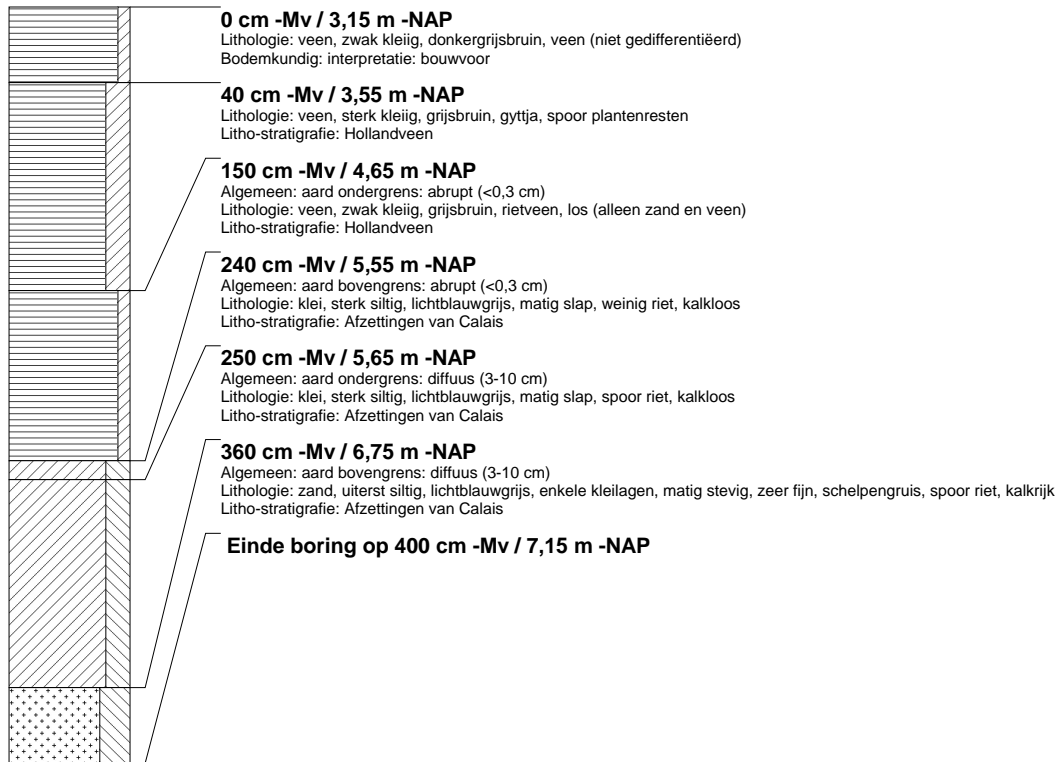 0 cm -Mv / 3,15 m -NAP
Lithologie: veen, zwak kleiig, donkergrijsbruin, veen (niet gedifferentiëerd)
Bodemkundig: interpretatie: bouwvoor
40 cm -Mv / 3,55 m -NAP
Lithologie: veen, sterk kleiig, grijsbruin, gyttja, spoor plantenresten
Litho-stratigrafie: Hollandveen
150 cm -Mv / 4,65 m -NAP
Algemeen: aard ondergrens: abrupt (<0,3 cm)
Lithologie: veen, zwak kleiig, grijsbruin, rietveen, los (alleen zand en veen)
Litho-stratigrafie: Hollandveen
240 cm -Mv / 5,55 m -NAP
Algemeen: aard bovengrens: abrupt (<0,3 cm)
Lithologie: klei, sterk siltig, lichtblauwgrijs, matig slap, weinig riet, kalkloos
Litho-stratigrafie: Afzettingen van Calais
250 cm -Mv / 5,65 m -NAP
Algemeen: aard ondergrens: diffuus (3-10 cm)
Lithologie: klei, sterk siltig, lichtblauwgrijs, matig slap, spoor riet, kalkloos
Litho-stratigrafie: Afzettingen van Calais
360 cm -Mv / 6,75 m -NAP
Algemeen: aard bovengrens: diffuus (3-10 cm)
Lithologie: zand, uiterst siltig, lichtblauwgrijs, enkele kleilagen, matig stevig, zeer fijn, schelpengruis, spoor riet, kalkrijk
Litho-stratigrafie: Afzettingen van Calais
Einde boring op 400 cm -Mv / 7,15 m -NAP